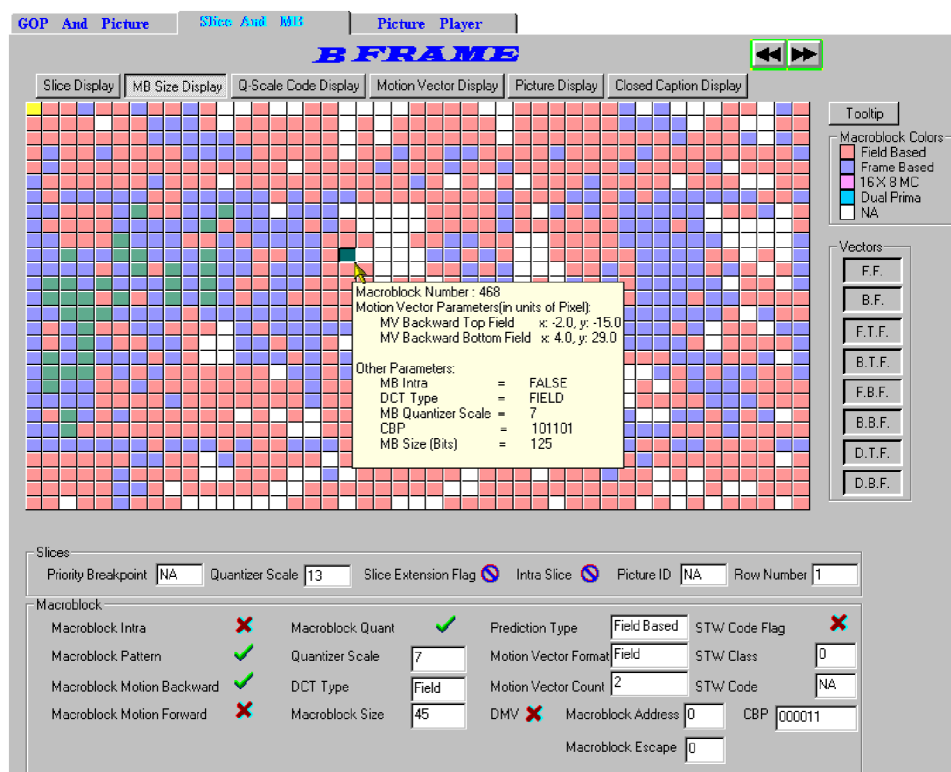 GOP And Picture Slice And MB Picture Player
B FRAME
Slice Display MB Size Display Q-Scale Code Display Motion Vector Display Picture Display Closed Caption Display
Tooltip
Macroblock Colors
Field Based
Frame Based
16 X 8 MC
Dual Prima
NA
Vectors
F.F.
B.F.
F.T.F.
B.T.F.
F.B.F.
B.B.F.
D.T.F.
D.B.F.
Macroblock Number : 468
Motion Vector Parameters(in units of Pixel):
MV Backward Top Field x: -2.0, y: -15.0
MV Backward Bottom Field x: 4.0, y: 29.0
Other Parameters:
MB Intra = FALSE
DCT Type = FIELD
MB Quantizer Scale = 7
CBP = 101101
MB Size (Bits) = 125
Slices
Priority Breakpoint NA Quantizer Scale 13 Slice Extension Flag Intra Slice Picture ID NA Row Number 1
Macroblock
Macroblock Intra Macroblock Quant Prediction Type Field Based STW Code Flag
Macroblock Pattern Quantizer Scale 7 Motion Vector Format Field STW Class 0
Macroblock Motion Backward DCT Type Field Motion Vector Count 2 STW Code NA
Macroblock Motion Forward Macroblock Size 45 DMV Macroblock Address 0 CBP 000011
Macroblock Escape 0